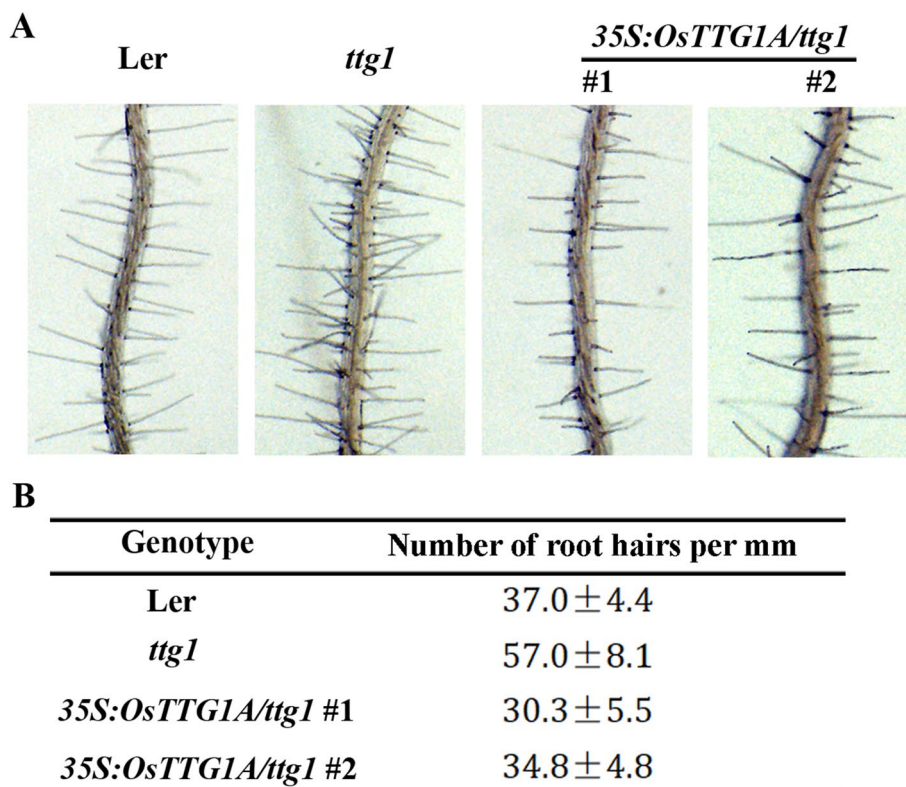 A
Ler
ttg1
35S:OsTTG1A/ttg1
#1
#2
B
Genotype Number of root hairs per mm
Ler 37.0±4.4
ttg1 57.0±8.1
35S:OsTTG1A/ttg1 #1 30.3±5.5
35S:OsTTG1A/ttg1 #2 34.8±4.8